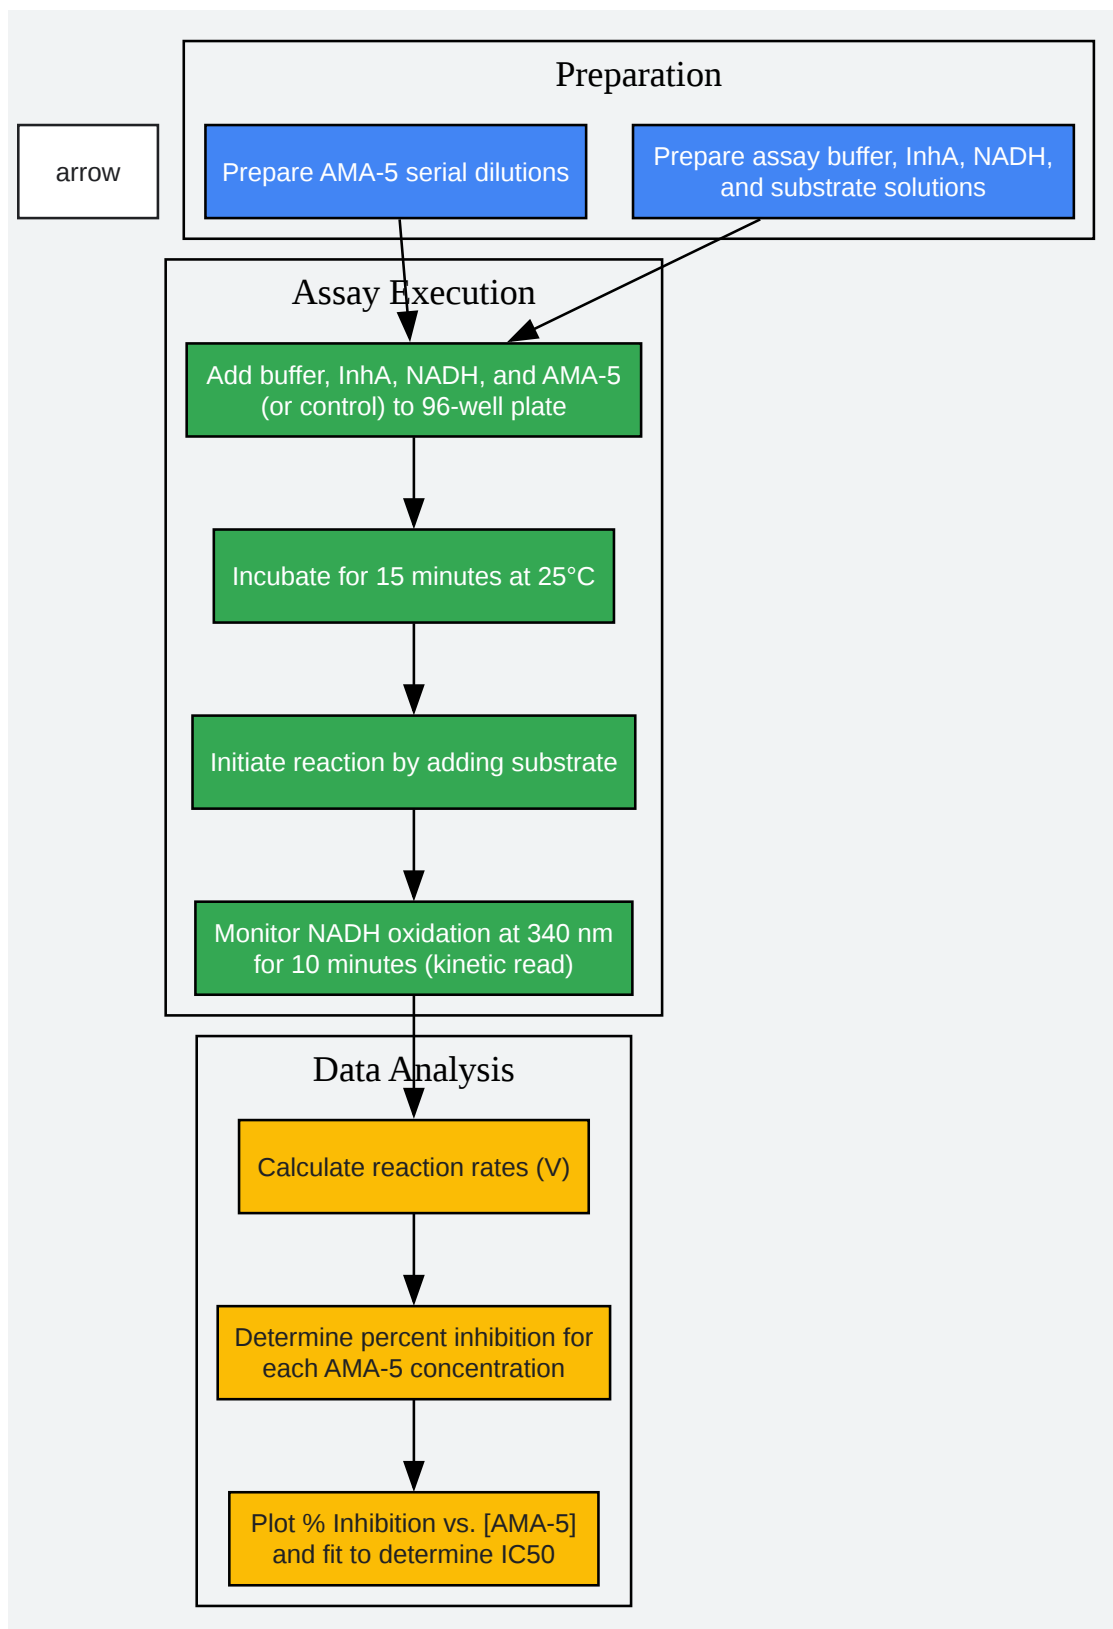 Preparation
arrow
Prepare AMA-5 serial dilutions
Prepare assay buffer, InhA, NADH,
and substrate solutions
Assay Execution
Add buffer, InhA, NADH, and AMA-5
(or control) to 96-well plate
Incubate for 15 minutes at 25°C
Initiate reaction by adding substrate
Monitor NADH oxidation at 340 nm
for 10 minutes (kinetic read)
Data Analysis
Calculate reaction rates (V)
Determine percent inhibition for
each AMA-5 concentration
Plot % Inhibition vs. [AMA-5]
and fit to determine IC50